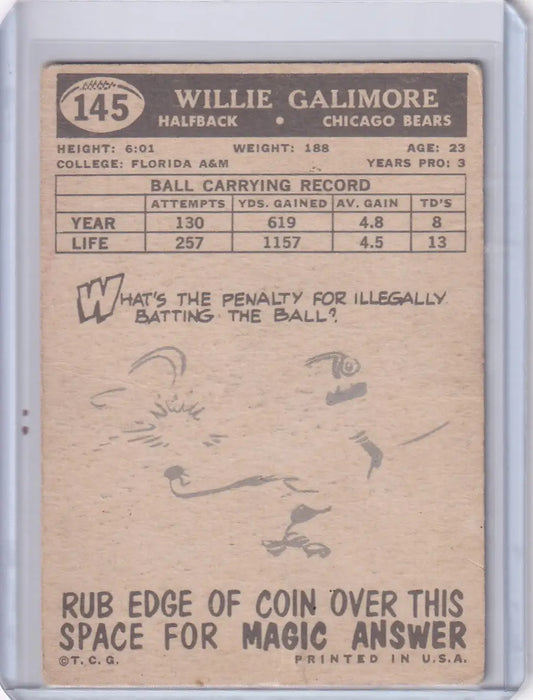 145
WILLIE GALIMORE
HALFBACK • CHICAGO BEARS
HEIGHT: 6:01 WEIGHT: 188 AGE: 23
COLLEGE: FLORIDA A&M YEARS PRO: 3
BALL CARRYING RECORD
ATTEMPTS YDS. GAINED AV. GAIN TD'S
YEAR 130 619 4.8 8
LIFE 257 1157 4.5 13
WHAT'S THE PENALTY FOR ILLEGALLY
BATTING THE BALL?
RUB EDGE OF COIN OVER THIS
SPACE FOR MAGIC ANSWER
©T.C.G. PRINTED IN U.S.A.